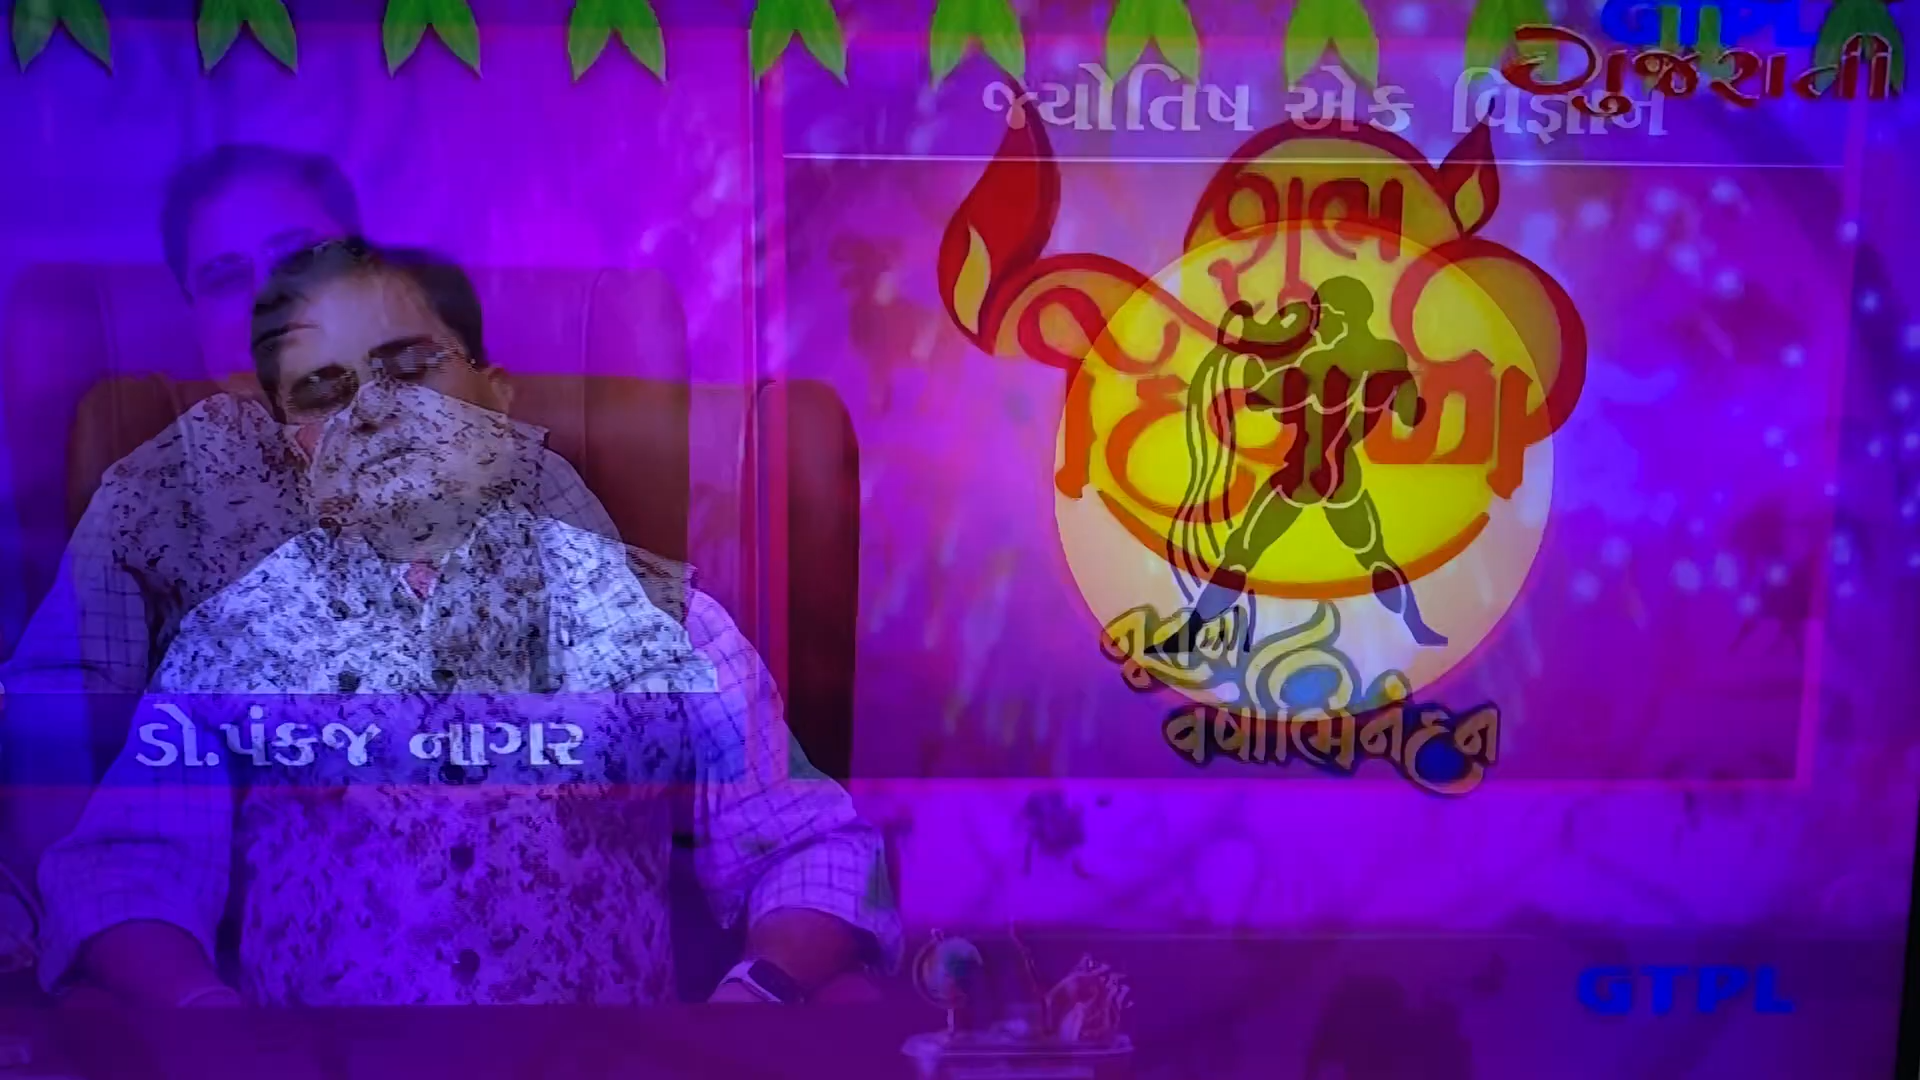 GTPL
ગુજરાતી
જ્યોતિષ એક વિજ્ઞાન
શુભ
દિવાળી
નૂતન
વર્ષાભિનંદન
ડો.પંકજ નાગર
GTPL